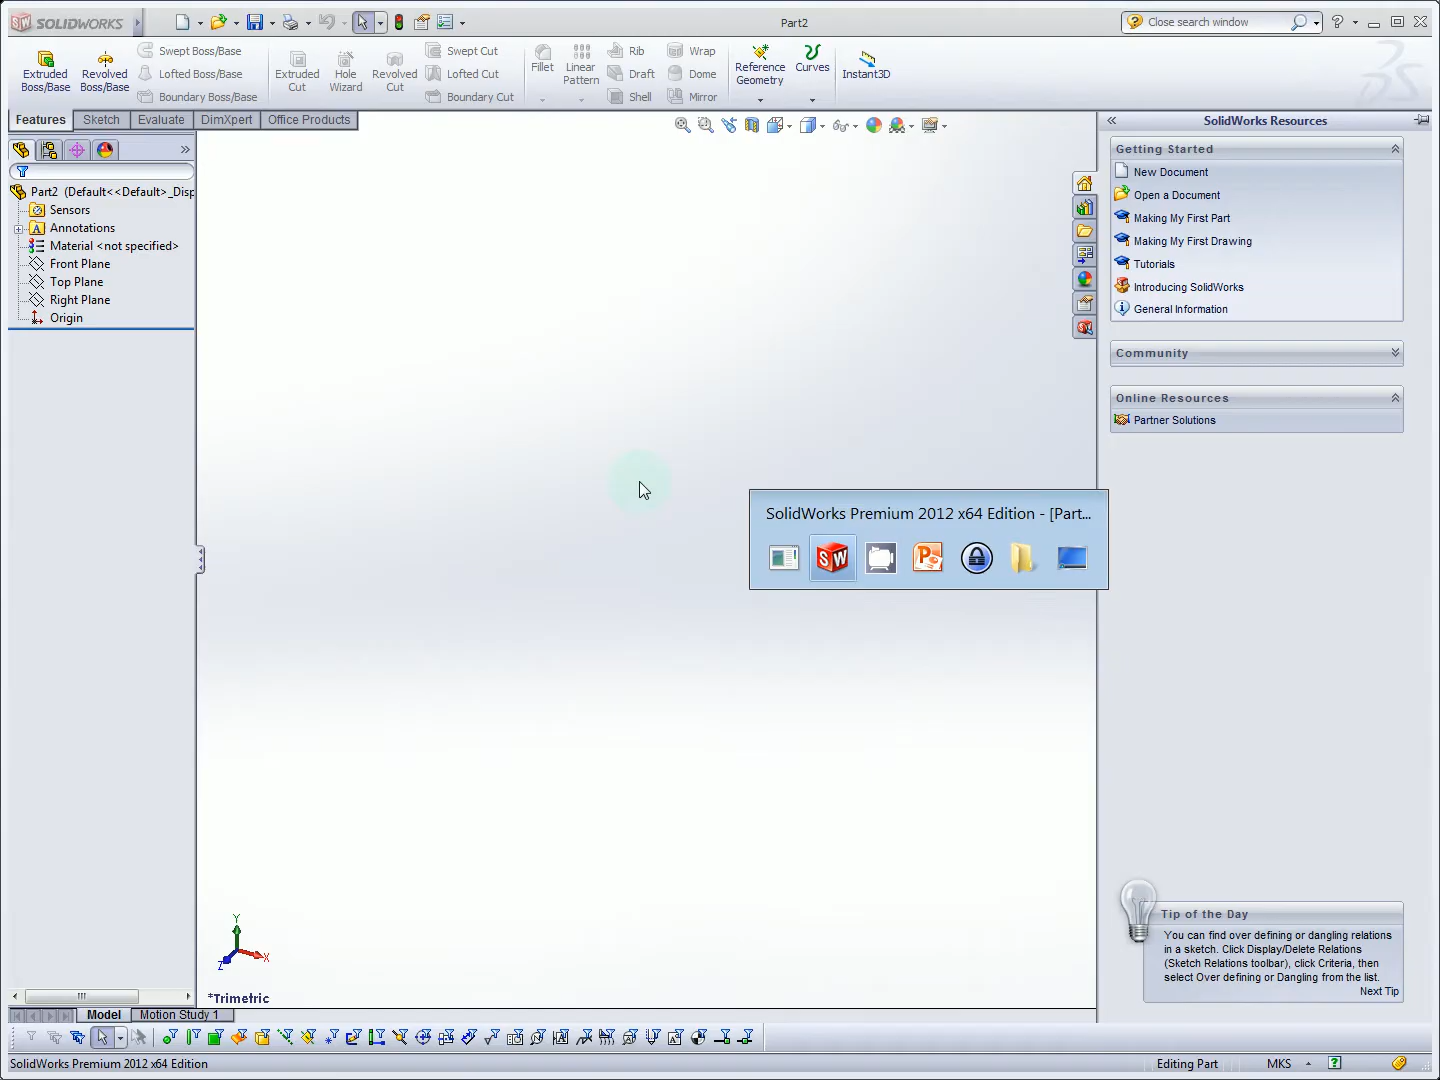 SOLIDWORKS
Part2
Close search window
Extruded Boss/Base
Revolved Boss/Base
Swept Boss/Base
Lofted Boss/Base
Boundary Boss/Base
Extruded Cut
Hole Wizard
Revolved Cut
Swept Cut
Lofted Cut
Boundary Cut
Fillet
Linear Pattern
Rib
Draft
Shell
Wrap
Dome
Mirror
Reference Geometry
Curves
Instant3D
Features
Sketch
Evaluate
DimXpert
Office Products
Part2 (Default<<Default>_Disp
Sensors
Annotations
Material <not specified>
Front Plane
Top Plane
Right Plane
Origin
SolidWorks Resources
Getting Started
New Document
Open a Document
Making My First Part
Making My First Drawing
Tutorials
Introducing SolidWorks
General Information
Community
Online Resources
Partner Solutions
SolidWorks Premium 2012 x64 Edition - [Part...
Tip of the Day
You can find over defining or dangling relations
in a sketch. Click Display/Delete Relations
(Sketch Relations toolbar), click Criteria, then
select Over defining or Dangling from the list.
Next Tip
Y
X
Z
*Trimetric
Model
Motion Study 1
SolidWorks Premium 2012 x64 Edition
Editing Part
MKS